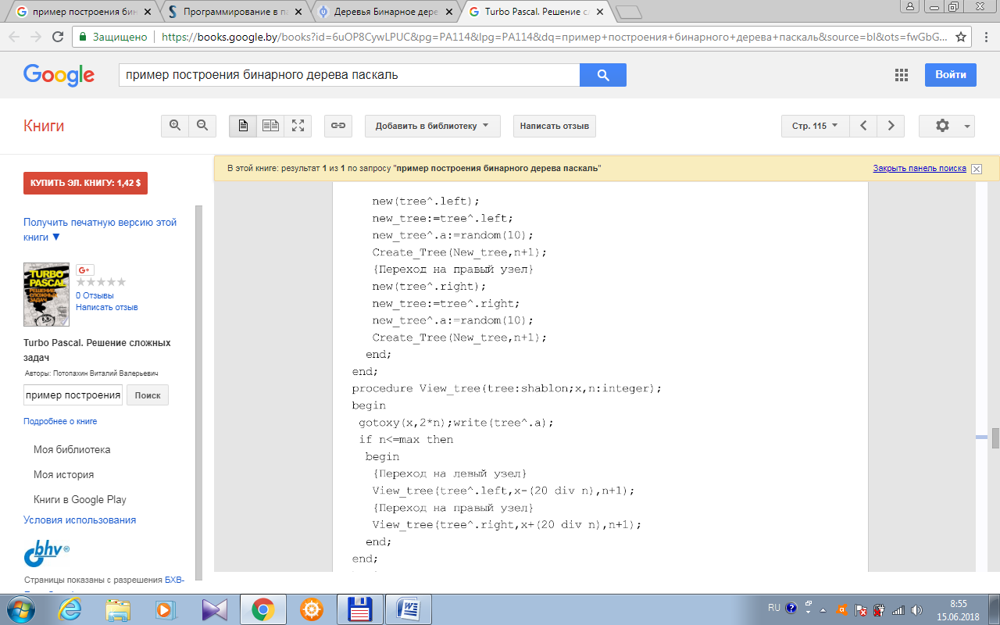 пример построения бин
Программирование в па
Деревья Бинарное дере
Turbo Pascal. Решение сл
Защищено
https://books.google.by/books?id=6uOP8CywLPUC&pg=PA114&lpg=PA114&dq=пример+построения+бинарного+дерева+паскаль&source=bl&ots=fwGbG...
Google
пример построения бинарного дерева паскаль
Войти
Книги
Добавить в библиотеку
Написать отзыв
Стр. 115
КУПИТЬ ЭЛ. КНИГУ: 1,42 $
В этой книге: результат 1 из 1 по запросу "пример построения бинарного дерева паскаль"
Закрыть панель поиска
Получить печатную версию этой
книги ▼
TURBO
PASCAL
РЕШЕНИЕ
СЛОЖНЫХ
ЗАДАЧ
G+
0 Отзывы
Написать отзыв
Turbo Pascal. Решение сложных
задач
Авторы: Потопахин Виталий Валерьевич
пример построения
Поиск
Подробнее о книге
Моя библиотека
Моя история
Книги в Google Play
Условия использования
bhv®
Страницы показаны с разрешения БХВ-
new(tree^.left);
new_tree:=tree^.left;
new_tree^.a:=random(10);
Create_Tree(New_tree,n+1);
{Переход на правый узел}
new(tree^.right);
new_tree:=tree^.right;
new_tree^.a:=random(10);
Create_Tree(New_tree,n+1);
end;
end;
procedure View_tree(tree:shablon;x,n:integer);
begin
gotoxy(x,2*n);write(tree^.a);
if n<=max then
begin
{Переход на левый узел}
View_tree(tree^.left,x-(20 div n),n+1);
{Переход на правый узел}
View_tree(tree^.right,x+(20 div n),n+1);
end;
end;
RU
8:55
15.06.2018